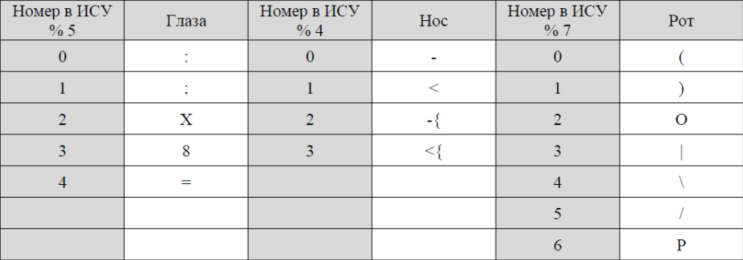 Номер в ИСУ % 5 Глаза Номер в ИСУ % 4 Нос Номер в ИСУ % 7 Рот
0 : 0 - 0 (
1 ; 1 < 1 )
2 X 2 -{ 2 O
3 8 3 <{ 3 |
4 = 4 \
5 /
6 P